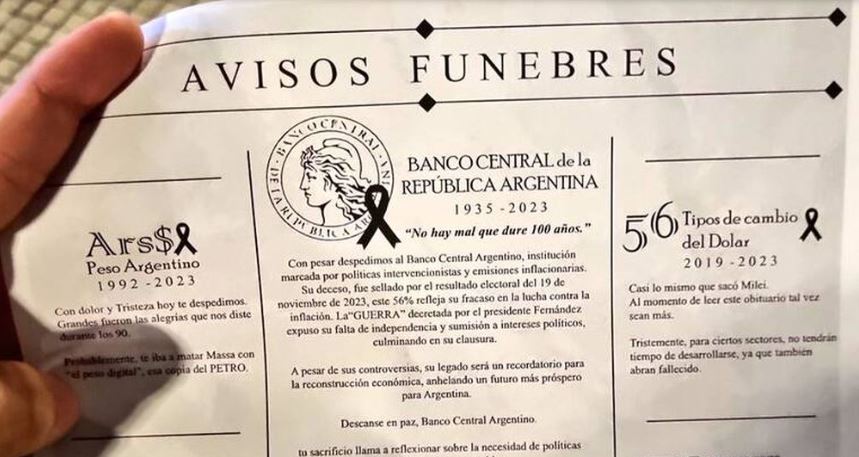 AVISOS FUNEBRES
Ars$
Peso Argentino
1992 - 2023
Con dolor y Tristeza hoy te despedimos.
Grandes fueron las alegrias que nos diste
durante los 90.
Probablemente, te iba a matar Massa con
"el peso digital", esa copia del PETRO.
BANCO CENTRAL de la
REPÚBLICA ARGENTINA
1935 - 2023
"No hay mal que dure 100 años."
Con pesar despedimos al Banco Central Argentino, institución
marcada por políticas intervencionistas y emisiones inflacionarias.
Su deceso, fue sellado por el resultado electoral del 19 de
noviembre de 2023, este 56% refleja su fracaso en la lucha contra la
inflación. La"GUERRA" decretada por el presidente Fernández
expuso su falta de independencia y sumisión a intereses políticos,
culminando en su clausura.
A pesar de sus controversias, su legado será un recordatorio para
la reconstrucción económica, anhelando un futuro más próspero
para Argentina.
Descanse en paz, Banco Central Argentino.
tu sacrificio llama a reflexionar sobre la necesidad de políticas
56 Tipos de cambio
del Dolar
2019 - 2023
Casi lo mismo que sacó Milei.
Al momento de leer este obituario tal vez
sean más.
Tristemente, para ciertos sectores, no tendrán
tiempo de desarrollarse, ya que también
abran fallecido.